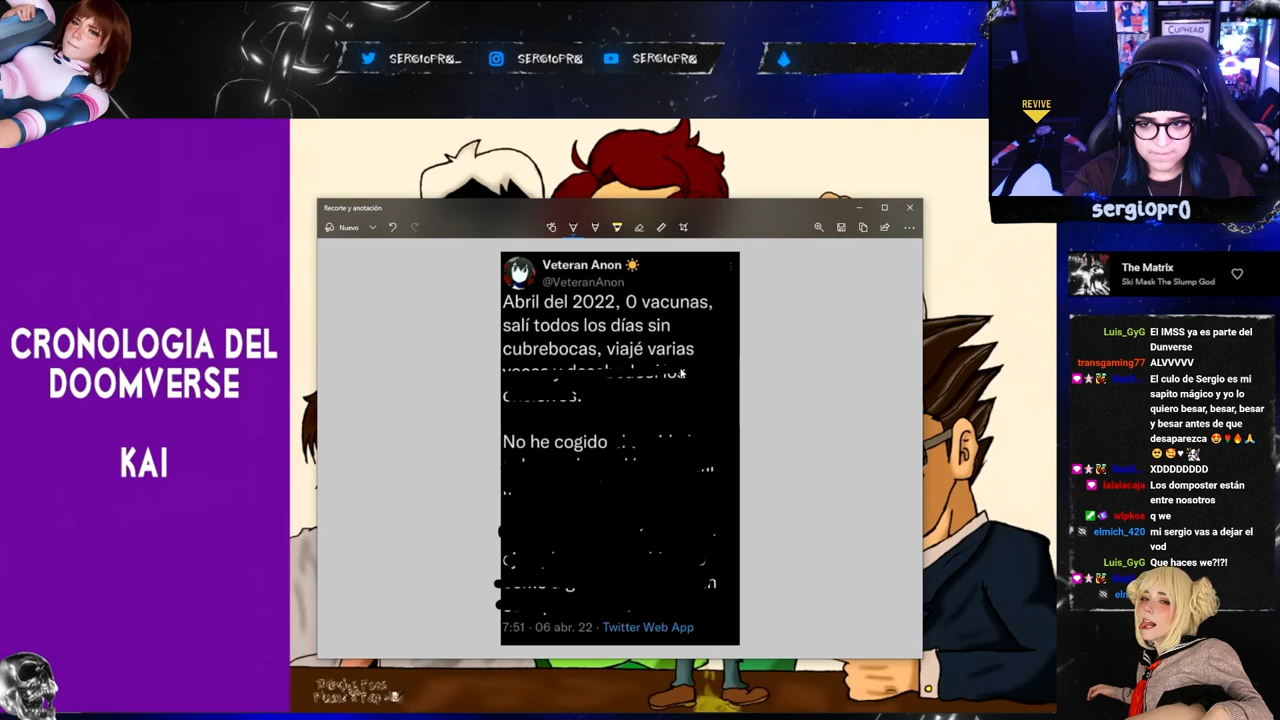 SERGIOPR0_
SERGIOPR0
SERGIOPR0
CUPHEAD
REVIVE
sergiopr0
Recorte y anotación
Nuevo
Veteran Anon
@VeteranAnon
Abril del 2022, 0 vacunas,
salí todos los días sin
cubrebocas, viajé varias
No he cogido
7:51 · 06 abr. 22 · Twitter Web App
CRONOLOGIA DEL
DOOMVERSE
KAI
The Matrix
Ski Mask The Slump God
Luis_GyG El IMSS ya es parte del
Dunverse
transgaming77 ALVVVVV
El culo de Sergio es mi
sapito mágico y yo lo
quiero besar, besar, besar
y besar antes de que
desaparezca
XDDDDDDDD
lalalacaja Los domposter están
entre nosotros
wlpkos q we
elmich_420 mi sergio vas a dejar el
vod
Luis_GyG Que haces we?!?!